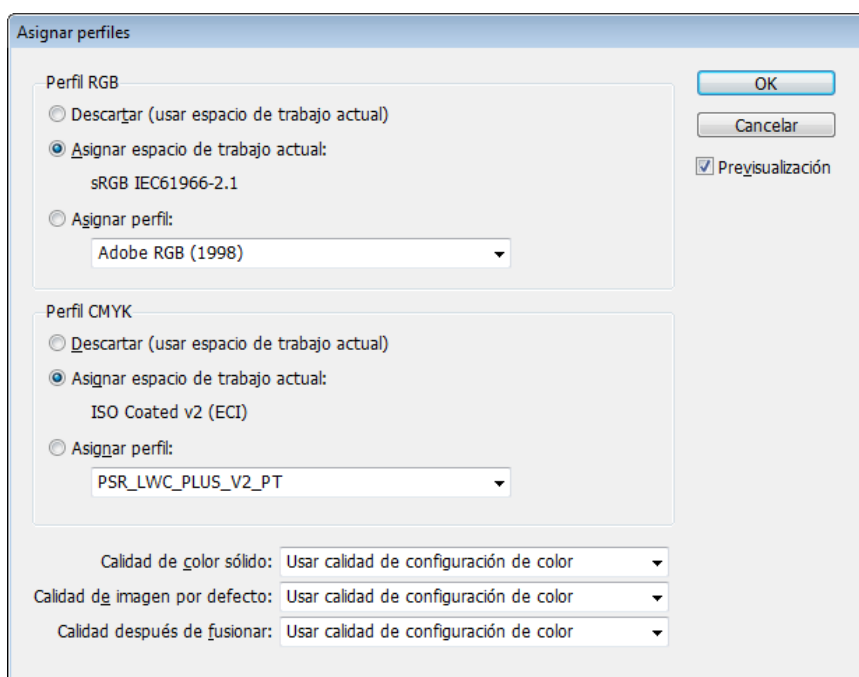 Asignar perfiles
Perfil RGB
Descartar (usar espacio de trabajo actual)
Asignar espacio de trabajo actual:
sRGB IEC61966-2.1
Asignar perfil:
Adobe RGB (1998)
OK
Cancelar
Previsualización
Perfil CMYK
Descartar (usar espacio de trabajo actual)
Asignar espacio de trabajo actual:
ISO Coated v2 (ECI)
Asignar perfil:
PSR_LWC_PLUS_V2_PT
Calidad de color sólido: Usar calidad de configuración de color
Calidad de imagen por defecto: Usar calidad de configuración de color
Calidad después de fusionar: Usar calidad de configuración de color